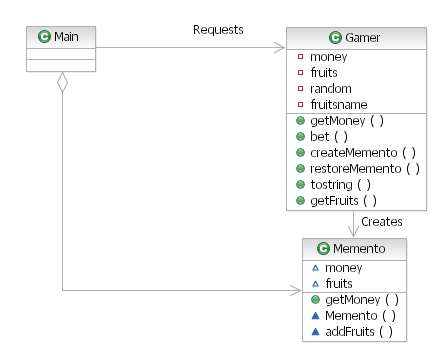 Requests
C Main
C Gamer
money
fruits
random
fruitsname
getMoney ( )
bet ( )
createMemento ( )
restoreMemento ( )
tostring ( )
getFruits ( )
Creates
C Memento
money
fruits
getMoney ( )
Memento ( )
addFruits ( )